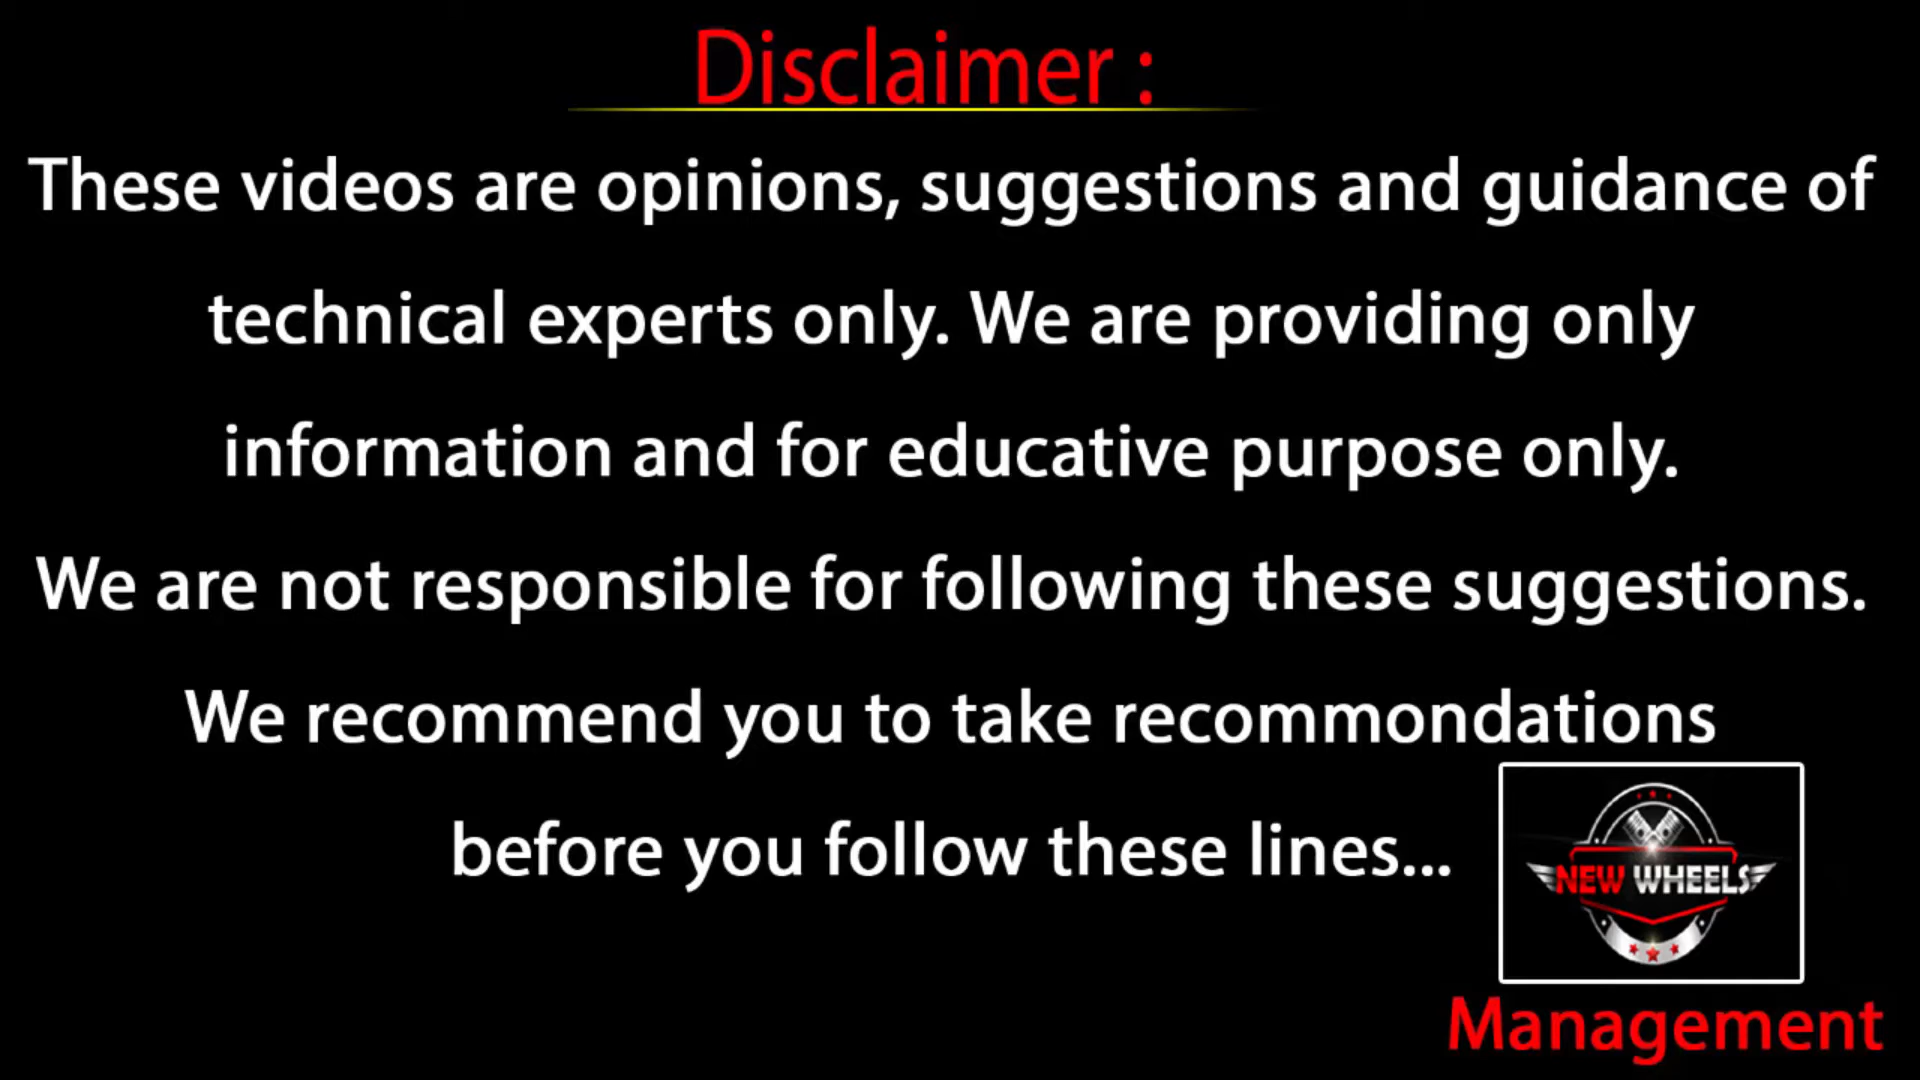 Disclaimer :
These videos are opinions, suggestions and guidance of
technical experts only. We are providing only
information and for educative purpose only.
We are not responsible for following these suggestions.
We recommend you to take recommondations
before you follow these lines...
NEW WHEELS
Management